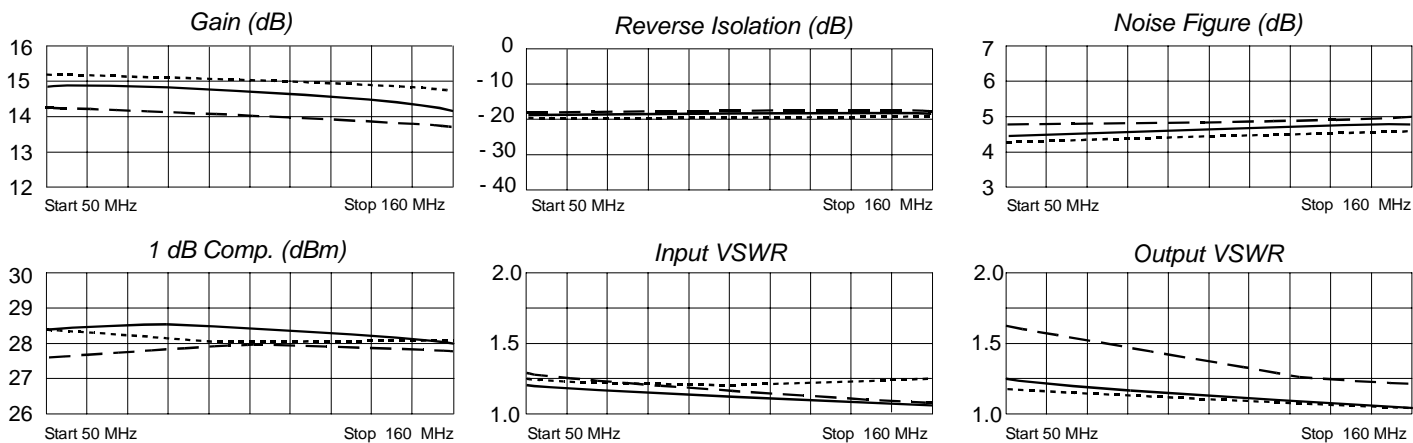 Gain (dB)
16
15
14
13
12
Start 50 MHz
Stop 160 MHz
Reverse Isolation (dB)
0
- 10
- 20
- 30
- 40
Start 50 MHz
Stop 160 MHz
Noise Figure (dB)
7
6
5
4
3
Start 50 MHz
Stop 160 MHz
1 dB Comp. (dBm)
30
29
28
27
26
Start 50 MHz
Stop 160 MHz
Input VSWR
2.0
1.5
1.0
Start 50 MHz
Stop 160 MHz
Output VSWR
2.0
1.5
1.0
Start 50 MHz
Stop 160 MHz